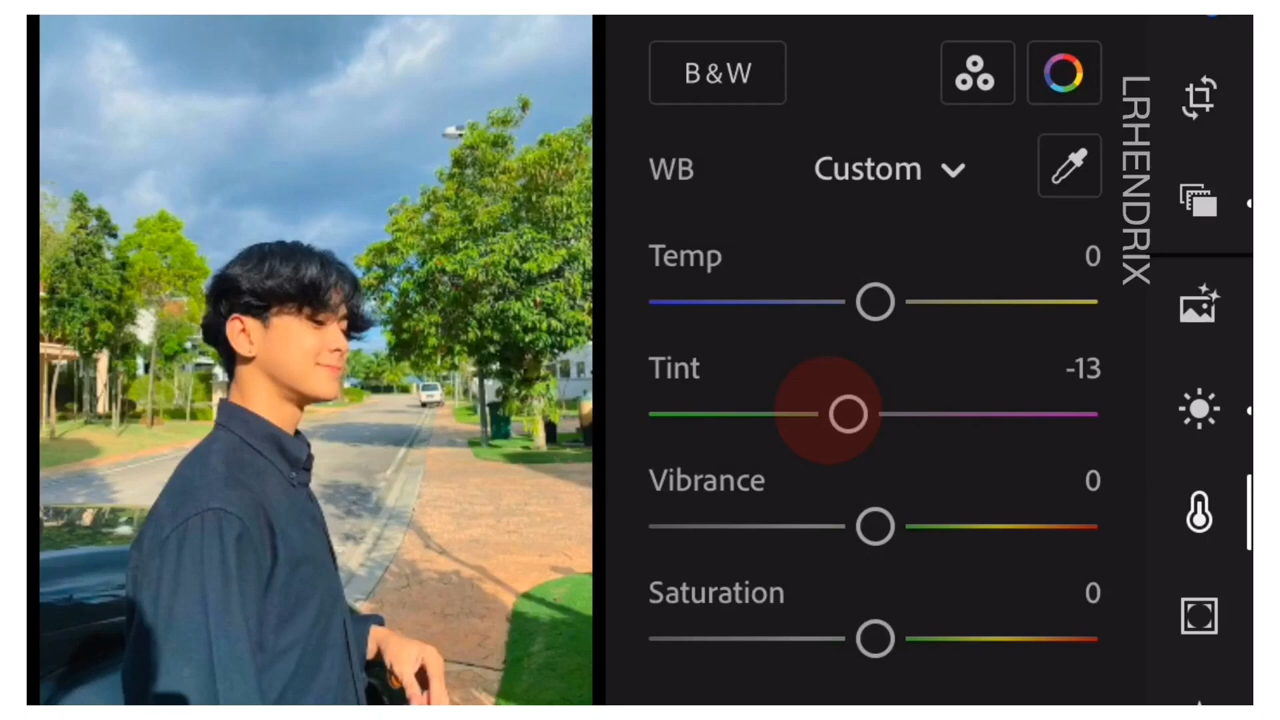 B&W
WB
Custom
Temp
0
Tint
-13
Vibrance
0
Saturation
0
LRHENDRIX